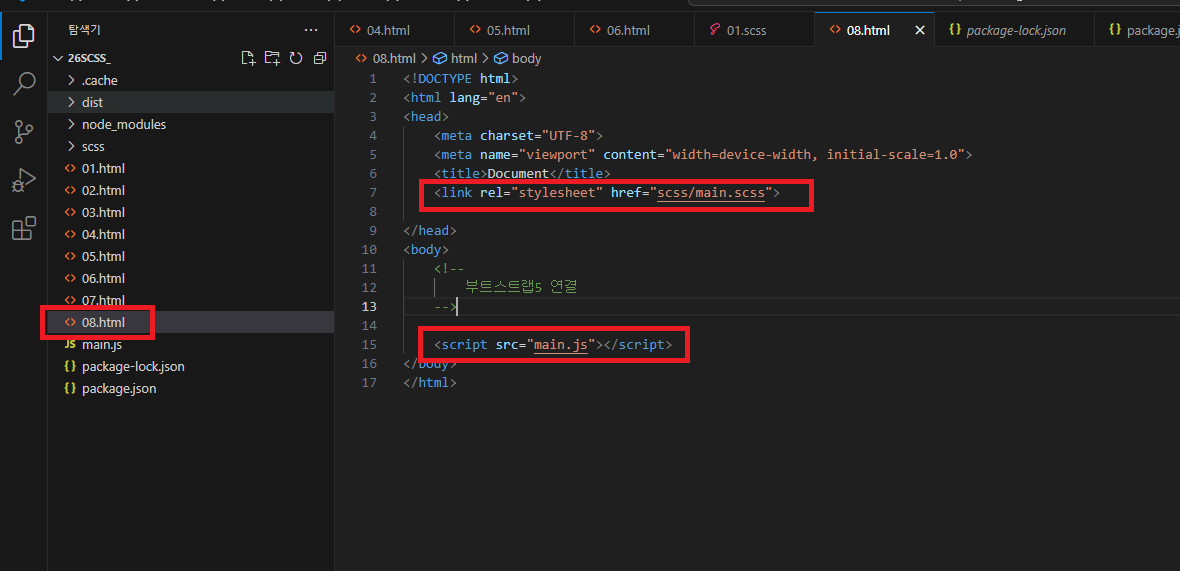 탐색기 ...
26SCSS_
.cache
dist
node_modules
scss
01.html
02.html
03.html
04.html
05.html
06.html
07.html
08.html
JS main.js
{} package-lock.json
{} package.json
<> 04.html <> 05.html <> 06.html 01.scss <> 08.html × {} package-lock.json {} package.j
<> 08.html > html > body
1 <!DOCTYPE html>
2 <html lang="en">
3 <head>
4 <meta charset="UTF-8">
5 <meta name="viewport" content="width=device-width, initial-scale=1.0">
6 <title>Document</title>
7 <link rel="stylesheet" href="scss/main.scss">
8
9 </head>
10 <body>
11 <!--
12 부트스트랩5 연결
13 -->
14
15 <script src="main.js"></script>
16 </body>
17 </html>